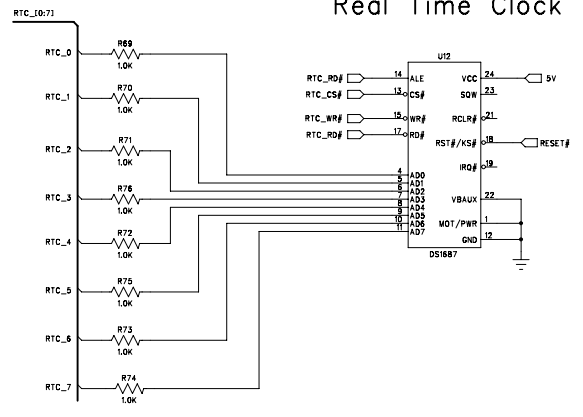 Real Time Clock
RTC_[0:7]
RTC_0 R69 1.0K
RTC_1 R70 1.0K
RTC_2 R71 1.0K
RTC_3 R76 1.0K
RTC_4 R72 1.0K
RTC_5 R75 1.0K
RTC_6 R73 1.0K
RTC_7 R74 1.0K
U12
RTC_RD# 14 ALE VCC 24 5V
RTC_CS# 13 CS# SQW 23
RTC_WR# 15 WR# RCLR# 21
RTC_RD# 17 RD# RST#/KS# 18 RESET#
IRQ# 19
4 AD0
5 AD1
6 AD2
7 AD3 VBAUX 22
8 AD4
9 AD5 MOT/PWR 1
10 AD6
11 AD7 GND 12
DS1687